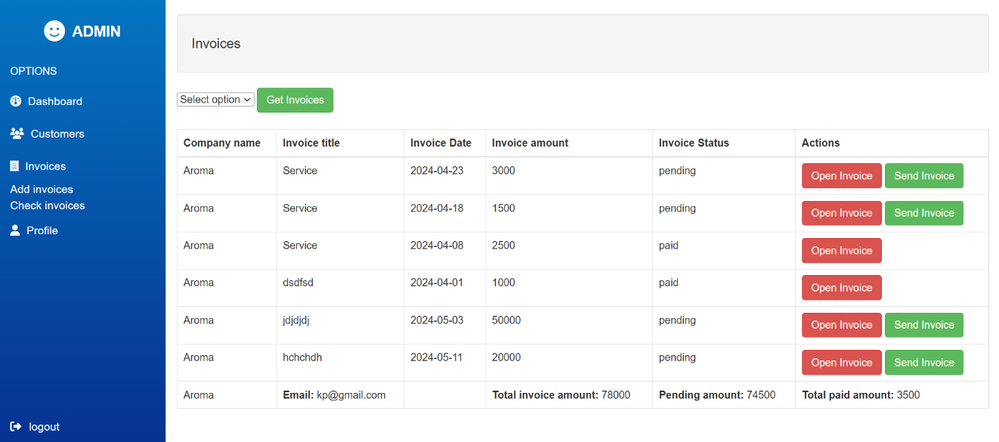 ADMIN
OPTIONS
Dashboard
Customers
Invoices
Add invoices
Check invoices
Profile
logout
Invoices
Select option Get Invoices
Company name Invoice title Invoice Date Invoice amount Invoice Status Actions
Aroma Service 2024-04-23 3000 pending Open Invoice Send Invoice
Aroma Service 2024-04-18 1500 pending Open Invoice Send Invoice
Aroma Service 2024-04-08 2500 paid Open Invoice
Aroma dsdfsd 2024-04-01 1000 paid Open Invoice
Aroma jdjdjdj 2024-05-03 50000 pending Open Invoice Send Invoice
Aroma hchchdh 2024-05-11 20000 pending Open Invoice Send Invoice
Aroma Email: kp@gmail.com Total invoice amount: 78000 Pending amount: 74500 Total paid amount: 3500